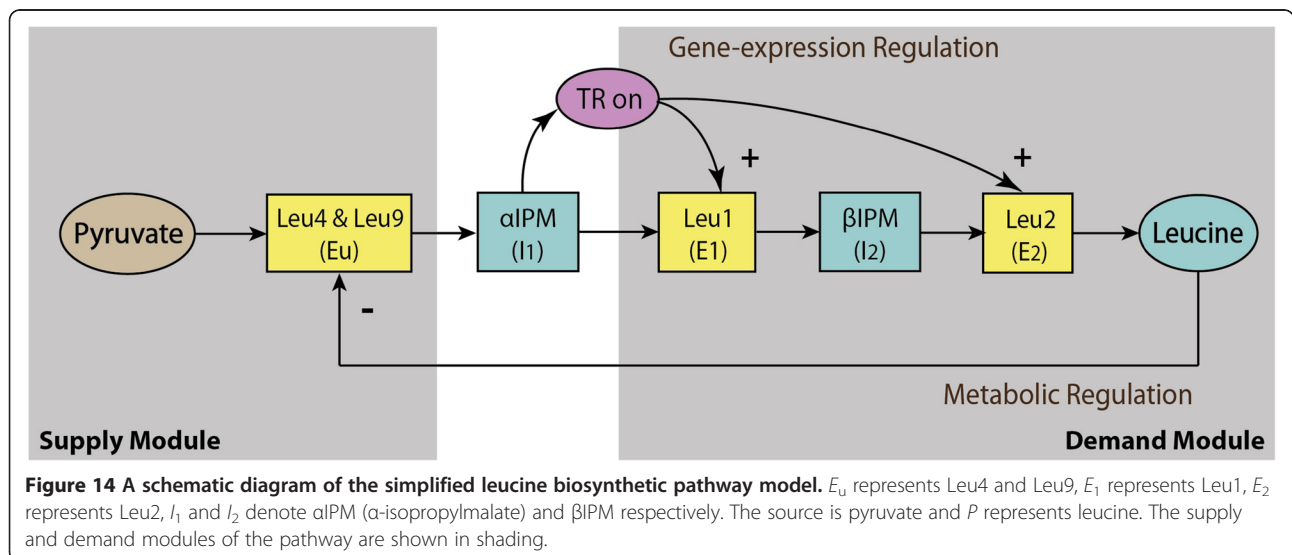 Gene-expression Regulation
TR on
+
+
Pyruvate
Leu4 & Leu9
(Eu)
αIPM
(I1)
Leu1
(E1)
βIPM
(I2)
Leu2
(E2)
Leucine
-
Metabolic Regulation
Supply Module
Demand Module
Figure 14 A schematic diagram of the simplified leucine biosynthetic pathway model. Eu represents Leu4 and Leu9, E1 represents Leu1, E2
represents Leu2, I1 and I2 denote αIPM (α-isopropylmalate) and βIPM respectively. The source is pyruvate and P represents leucine. The supply
and demand modules of the pathway are shown in shading.